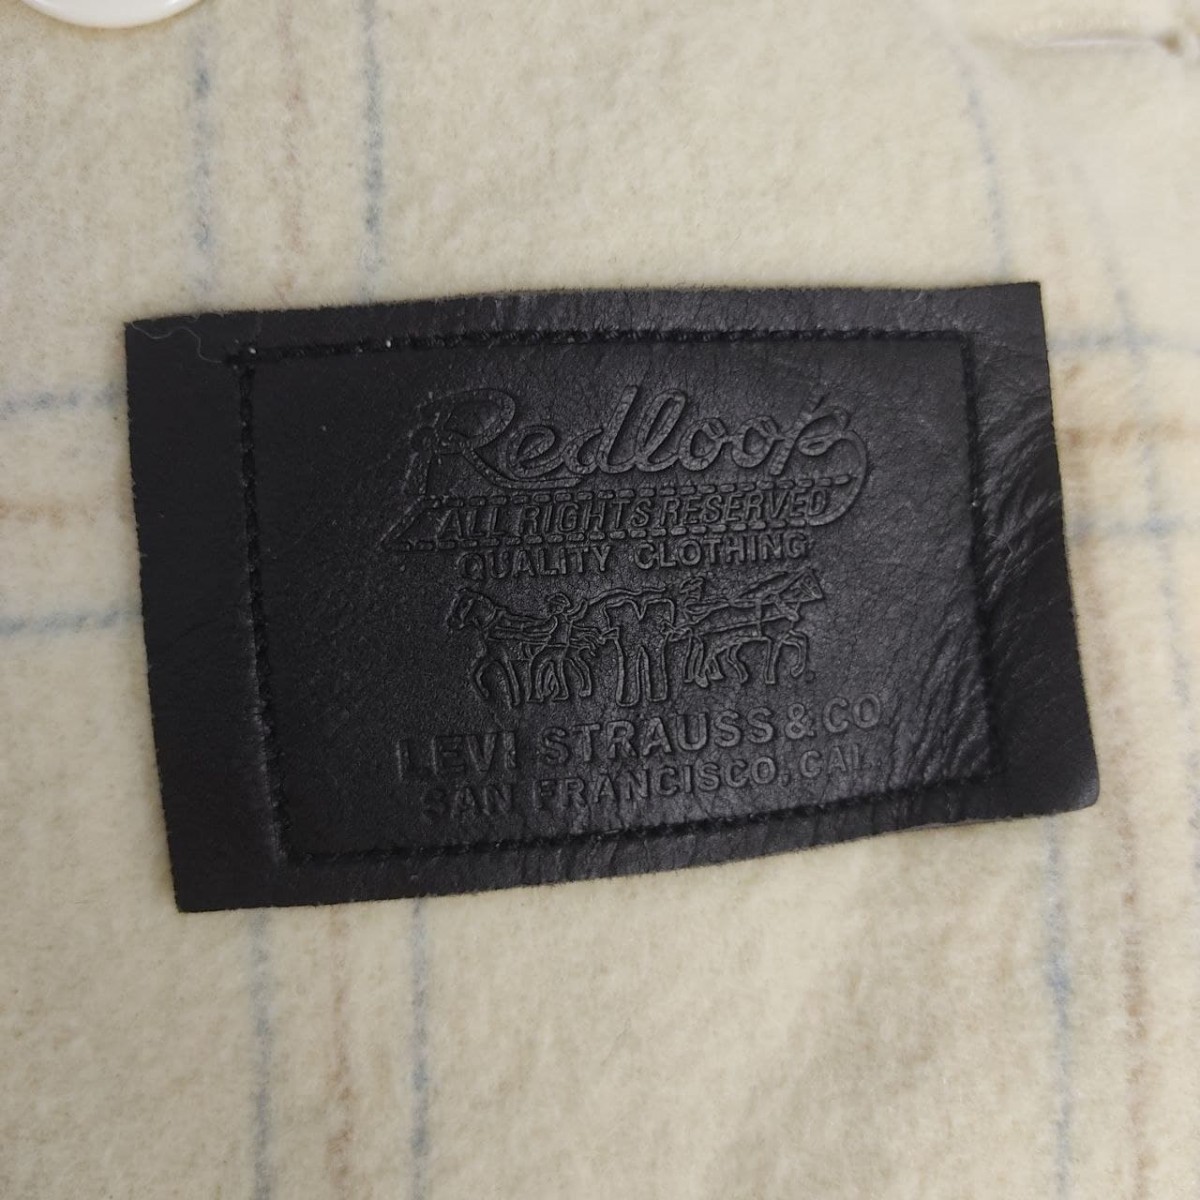 Redloop
ALL RIGHTS RESERVED
QUALITY CLOTHING
LEVI STRAUSS & CO
SAN FRANCISCO, CAL.